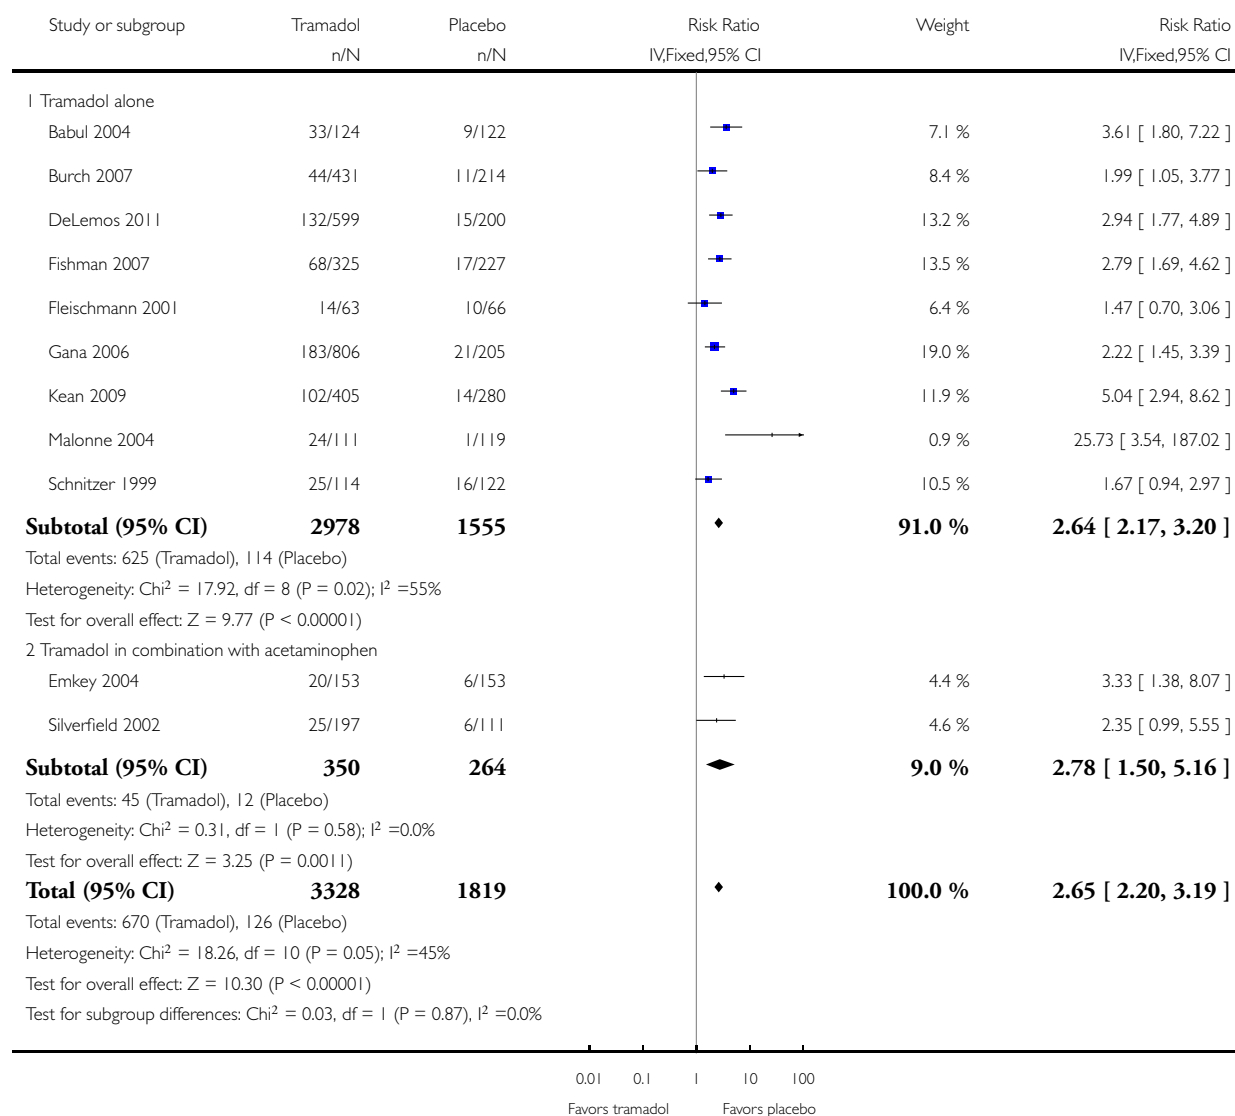 Study or subgroup Tramadol Placebo Risk Ratio Weight Risk Ratio
n/N n/N IV,Fixed,95% CI IV,Fixed,95% CI
1 Tramadol alone
Babul 2004 33/124 9/122 7.1 % 3.61 [ 1.80, 7.22 ]
Burch 2007 44/431 11/214 8.4 % 1.99 [ 1.05, 3.77 ]
DeLemos 2011 132/599 15/200 13.2 % 2.94 [ 1.77, 4.89 ]
Fishman 2007 68/325 17/227 13.5 % 2.79 [ 1.69, 4.62 ]
Fleischmann 2001 14/63 10/66 6.4 % 1.47 [ 0.70, 3.06 ]
Gana 2006 183/806 21/205 19.0 % 2.22 [ 1.45, 3.39 ]
Kean 2009 102/405 14/280 11.9 % 5.04 [ 2.94, 8.62 ]
Malonne 2004 24/111 1/119 0.9 % 25.73 [ 3.54, 187.02 ]
Schnitzer 1999 25/114 16/122 10.5 % 1.67 [ 0.94, 2.97 ]
Subtotal (95% CI) 2978 1555 91.0 % 2.64 [ 2.17, 3.20 ]
Total events: 625 (Tramadol), 114 (Placebo)
Heterogeneity: Chi² = 17.92, df = 8 (P = 0.02); I² =55%
Test for overall effect: Z = 9.77 (P < 0.00001)
2 Tramadol in combination with acetaminophen
Emkey 2004 20/153 6/153 4.4 % 3.33 [ 1.38, 8.07 ]
Silverfield 2002 25/197 6/111 4.6 % 2.35 [ 0.99, 5.55 ]
Subtotal (95% CI) 350 264 9.0 % 2.78 [ 1.50, 5.16 ]
Total events: 45 (Tramadol), 12 (Placebo)
Heterogeneity: Chi² = 0.31, df = 1 (P = 0.58); I² =0.0%
Test for overall effect: Z = 3.25 (P = 0.0011)
Total (95% CI) 3328 1819 100.0 % 2.65 [ 2.20, 3.19 ]
Total events: 670 (Tramadol), 126 (Placebo)
Heterogeneity: Chi² = 18.26, df = 10 (P = 0.05); I² =45%
Test for overall effect: Z = 10.30 (P < 0.00001)
Test for subgroup differences: Chi² = 0.03, df = 1 (P = 0.87), I² =0.0%
0.01 0.1 1 10 100
Favors tramadol Favors placebo